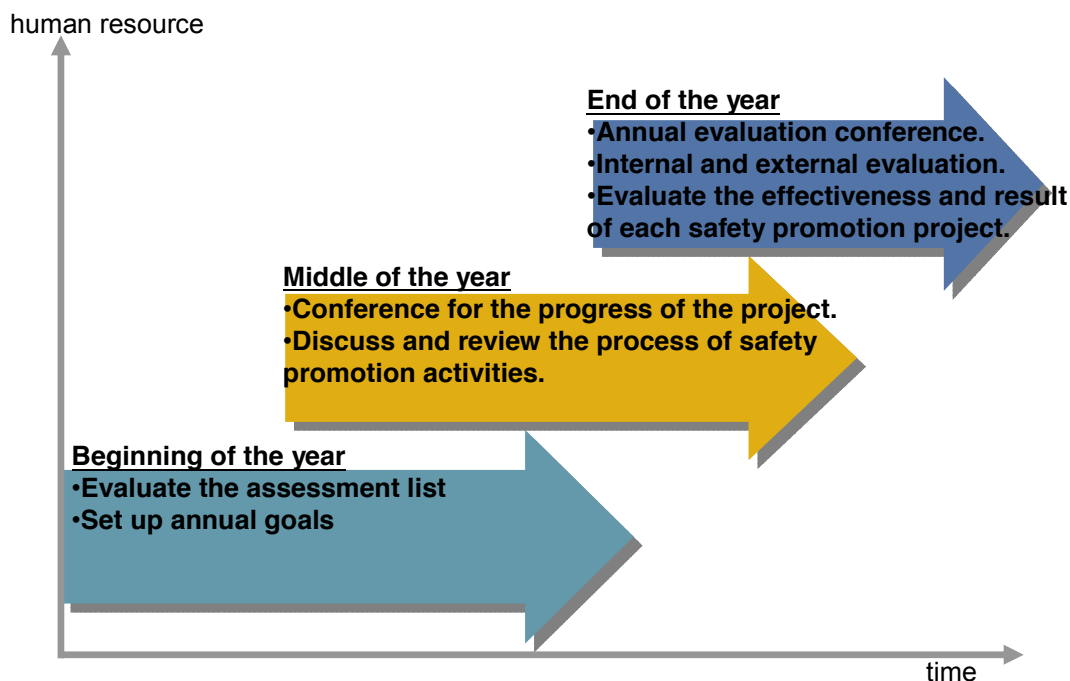 human resource
End of the year
•Annual evaluation conference.
•Internal and external evaluation.
•Evaluate the effectiveness and result
of each safety promotion project.
Middle of the year
•Conference for the progress of the project.
•Discuss and review the process of safety
promotion activities.
Beginning of the year
•Evaluate the assessment list
•Set up annual goals
time